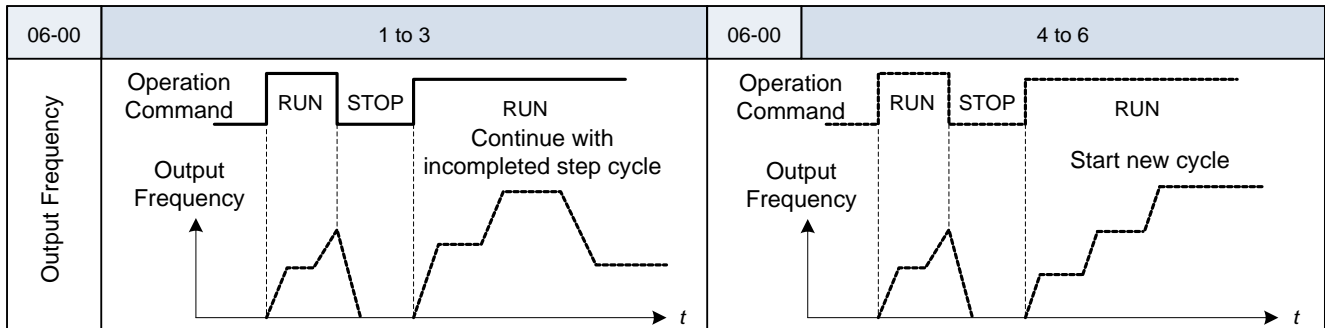 06-00
1 to 3
06-00
4 to 6
Output Frequency
Operation
Command
RUN
STOP
RUN
Continue with
incompleted step cycle
Output
Frequency
t
Operation
Command
RUN
STOP
RUN
Start new cycle
Output
Frequency
t